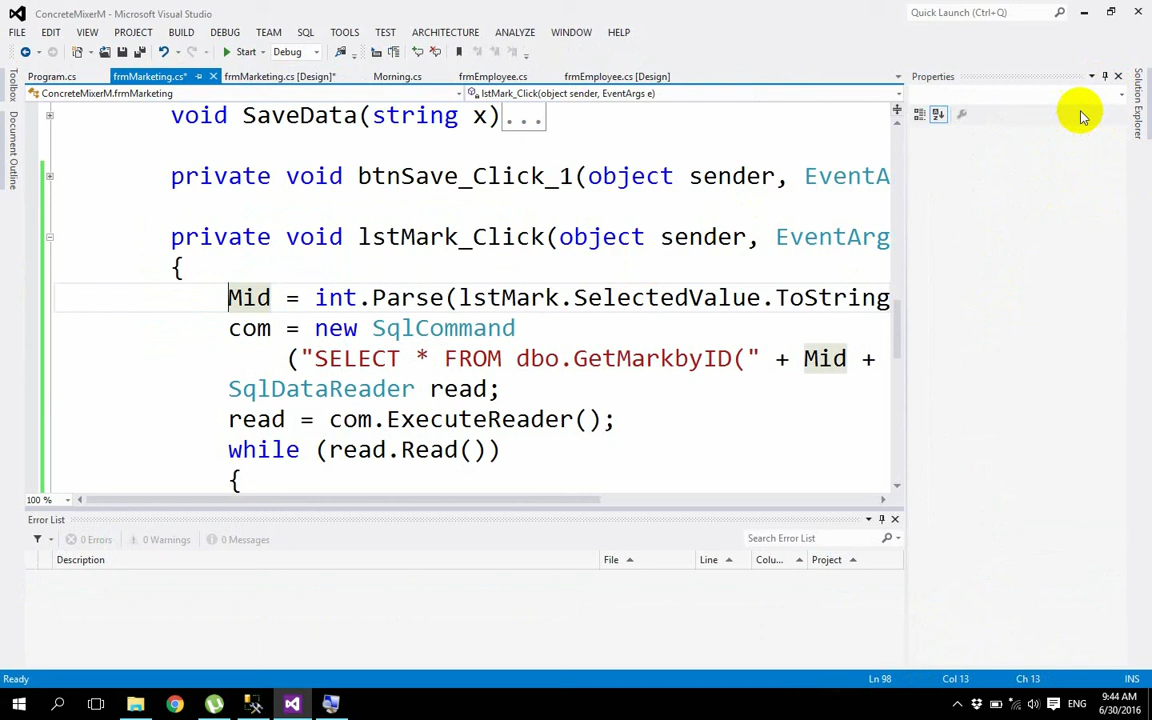 ConcreteMixerM - Microsoft Visual Studio
Quick Launch (Ctrl+Q)
FILE EDIT VIEW PROJECT BUILD DEBUG TEAM SQL TOOLS TEST ARCHITECTURE ANALYZE WINDOW HELP
Start Debug
Program.cs frmMarketing.cs* frmMarketing.cs [Design]* Morning.cs frmEmployee.cs frmEmployee.cs [Design]
ConcreteMixerM.frmMarketing lstMark_Click(object sender, EventArgs e)
Toolbox
Document Outline
void SaveData(string x)...
private void btnSave_Click_1(object sender, EventA
private void lstMark_Click(object sender, EventArg
{
Mid = int.Parse(lstMark.SelectedValue.ToString
com = new SqlCommand
("SELECT * FROM dbo.GetMarkbyID(" + Mid +
SqlDataReader read;
read = com.ExecuteReader();
while (read.Read())
{
100 %
Properties
Solution Explorer
Error List
0 Errors 0 Warnings 0 Messages
Search Error List
Description File Line Colu... Project
Ready Ln 98 Col 13 Ch 13 INS
ENG
9:44 AM
6/30/2016